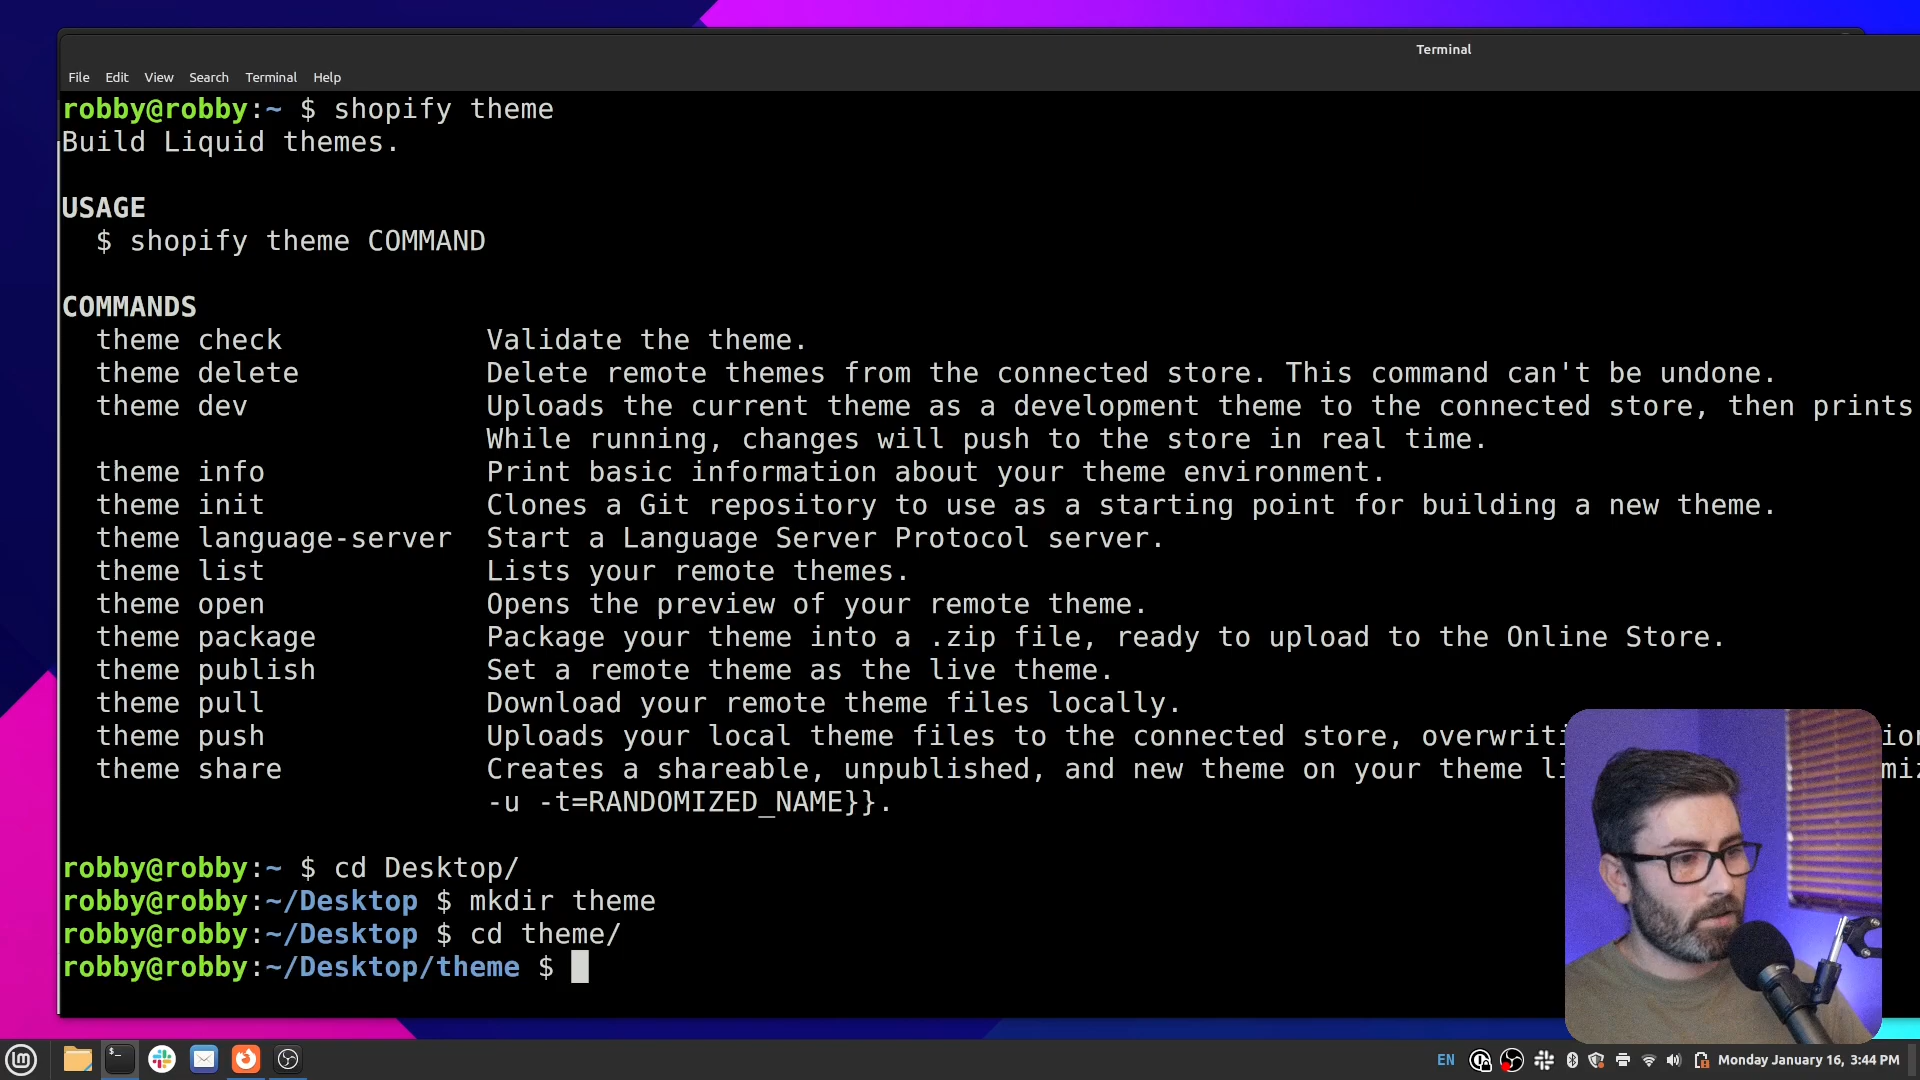 Terminal
File Edit View Search Terminal Help
robby@robby:~ $ shopify theme
Build Liquid themes.
USAGE
$ shopify theme COMMAND
COMMANDS
theme check Validate the theme.
theme delete Delete remote themes from the connected store. This command can't be undone.
theme dev Uploads the current theme as a development theme to the connected store, then prints
While running, changes will push to the store in real time.
theme info Print basic information about your theme environment.
theme init Clones a Git repository to use as a starting point for building a new theme.
theme language-server Start a Language Server Protocol server.
theme list Lists your remote themes.
theme open Opens the preview of your remote theme.
theme package Package your theme into a .zip file, ready to upload to the Online Store.
theme publish Set a remote theme as the live theme.
theme pull Download your remote theme files locally.
theme push Uploads your local theme files to the connected store, overwriti
theme share Creates a shareable, unpublished, and new theme on your theme li
-u -t=RANDOMIZED_NAME}}.
robby@robby:~ $ cd Desktop/
robby@robby:~/Desktop $ mkdir theme
robby@robby:~/Desktop $ cd theme/
robby@robby:~/Desktop/theme $
EN Monday January 16, 3:44 PM